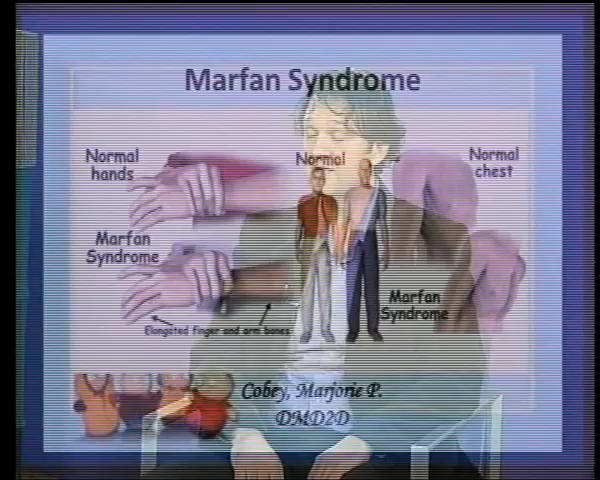 Marfan Syndrome
Normal
hands
Normal
Normal
chest
Marfan
Syndrome
Marfan
Syndrome
Elongated finger and arm bones
Cobey, Marjorie P.
DMD2D